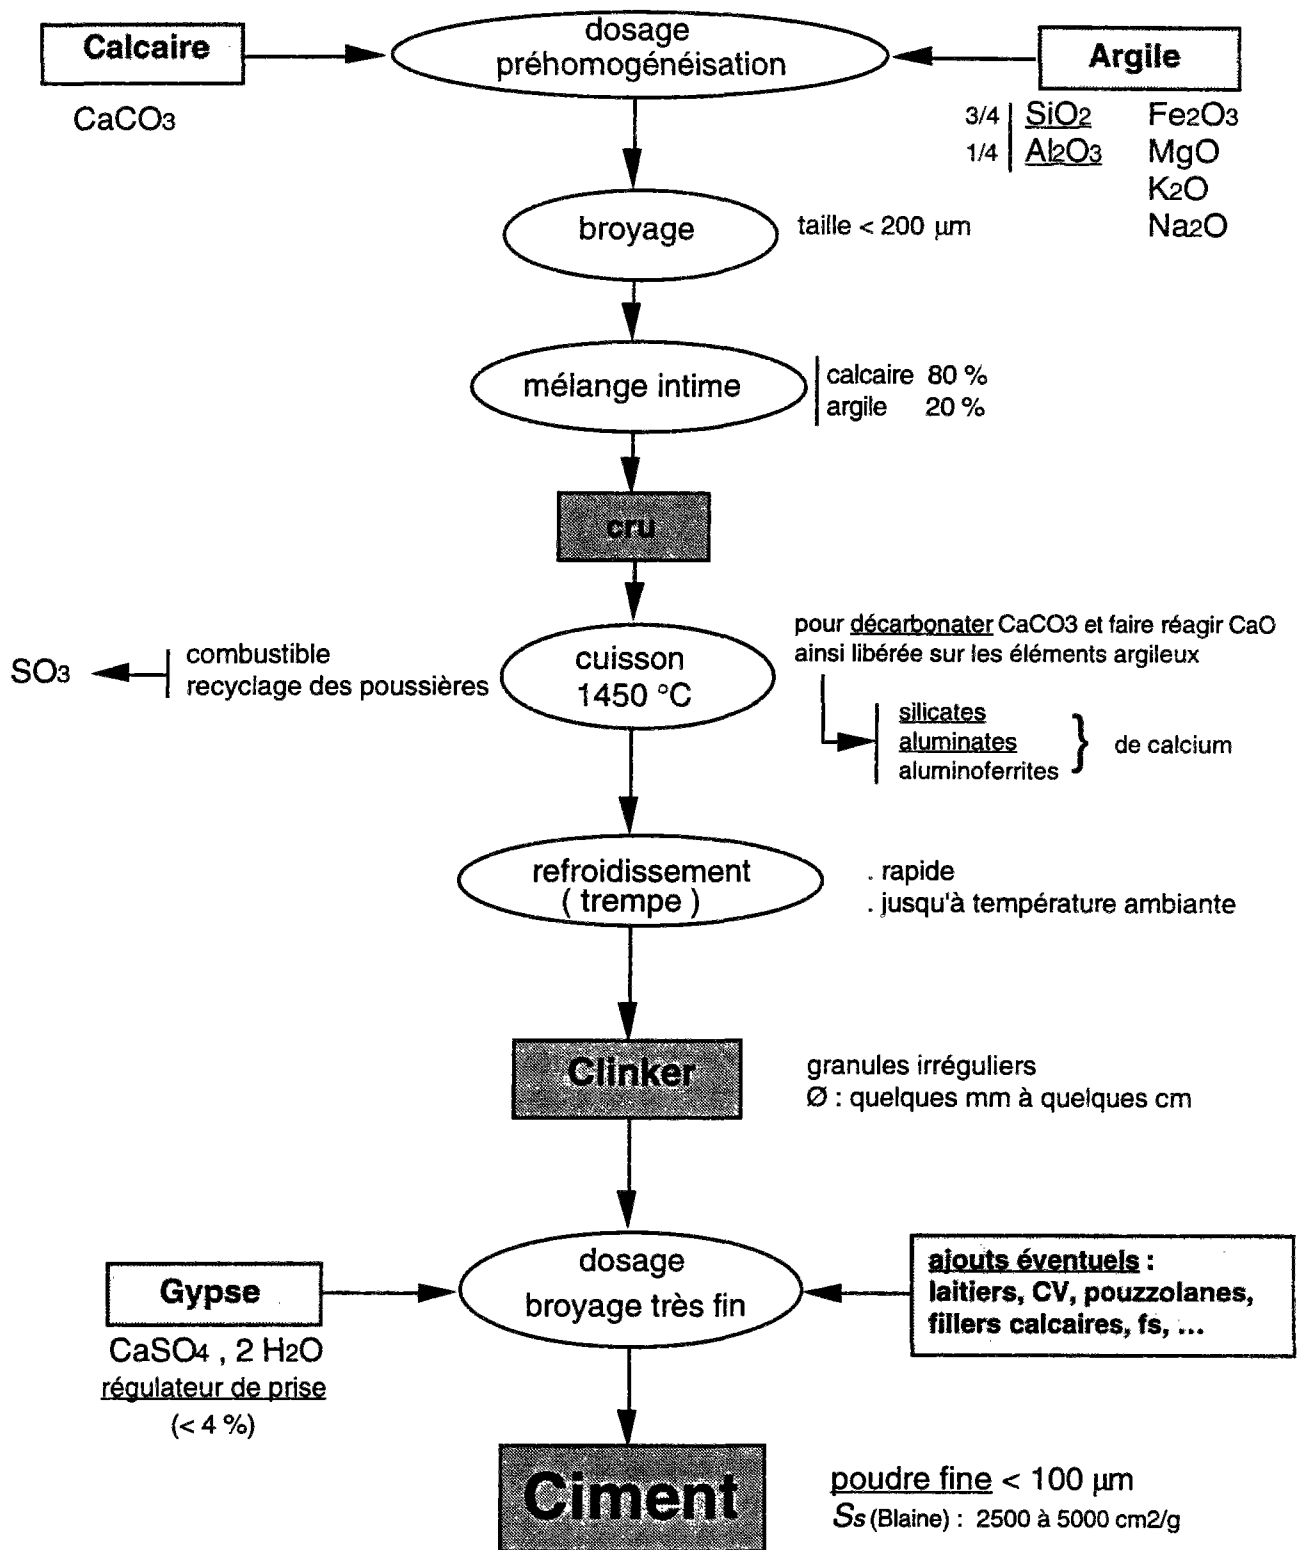 Calcaire
dosage
préhomogénéisation
Argile
CaCO3
3/4 SiO2 Fe2O3
1/4 Al2O3 MgO
K2O
Na2O
broyage
taille < 200 µm
mélange intime
calcaire 80 %
argile 20 %
cru
SO3
combustible
recyclage des poussières
cuisson
1450 °C
pour décarbonater CaCO3 et faire réagir CaO
ainsi libérée sur les éléments argileux
silicates
aluminates
aluminoferrites
} de calcium
refroidissement
( trempe )
. rapide
. jusqu'à température ambiante
Clinker
granules irréguliers
Ø : quelques mm à quelques cm
Gypse
CaSO4 , 2 H2O
régulateur de prise
(< 4 %)
dosage
broyage très fin
ajouts éventuels :
laitiers, CV, pouzzolanes,
fillers calcaires, fs, ...
Ciment
poudre fine < 100 µm
Ss (Blaine) : 2500 à 5000 cm2/g